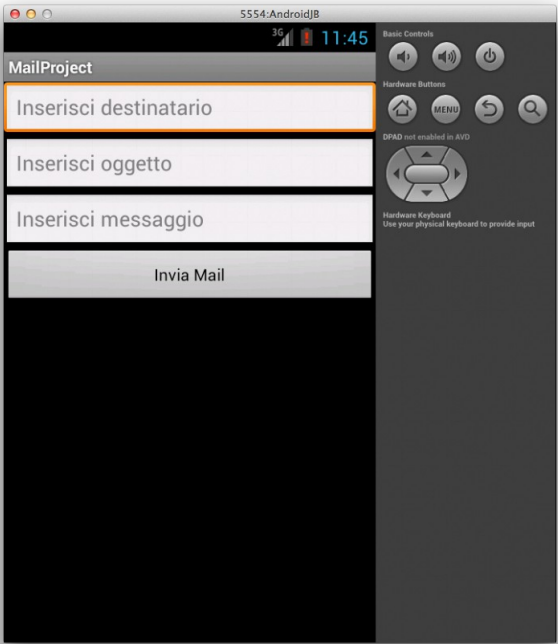 5554:AndroidJB
3G 11:45
MailProject
Inserisci destinatario
Inserisci oggetto
Inserisci messaggio
Invia Mail
Basic Controls
Hardware Buttons
MENU
DPAD not enabled in AVD
Hardware Keyboard
Use your physical keyboard to provide input